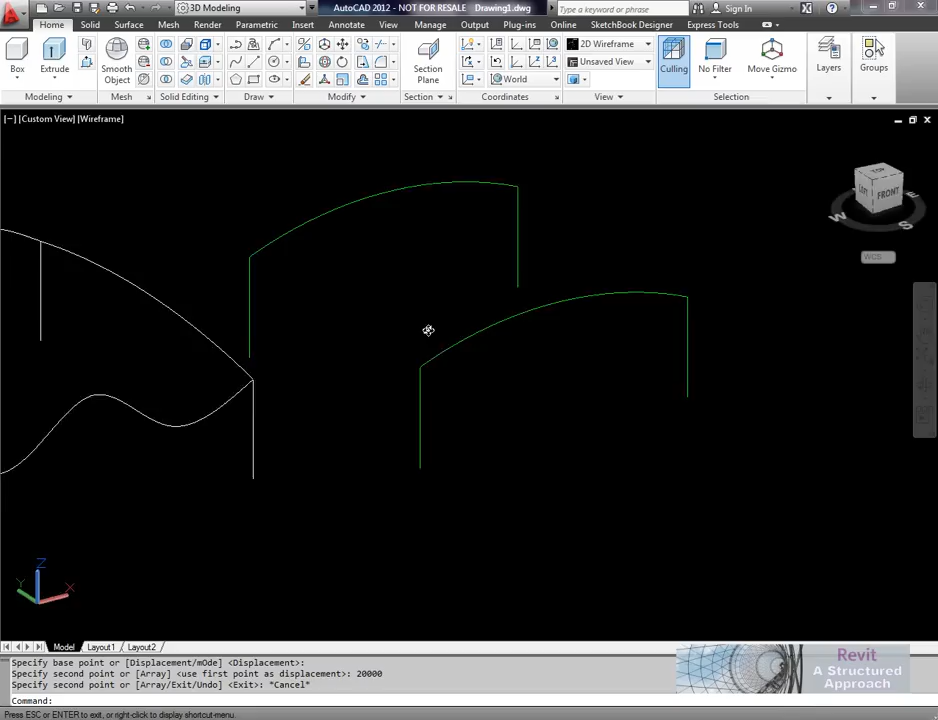 3D Modeling
AutoCAD 2012 - NOT FOR RESALE Drawing1.dwg
Type a keyword or phrase
Sign In
Home Insert Solid Surface Mesh Render Parametric Insert Annotate View Manage Output Plug-ins Online SketchBook Designer Express Tools
Box
Extrude
Smooth
Object
Section
Plane
2D Wireframe
Unsaved View
World
Culling
No Filter
Move Gizmo
Layers
Groups
Modeling
Mesh
Solid Editing
Draw
Modify
Section
Coordinates
View
Selection
[−] [Custom View] [Wireframe]
TOP
LEFT
FRONT
W
S
E
WCS
Z
Y
X
Model Layout1 Layout2
Specify base point or [Displacement/mOde] <Displacement>:
Specify second point or [Array] <use first point as displacement>: 20000
Specify second point or [Array/Exit/Undo] <Exit>: *Cancel*
Command:
Press ESC or ENTER to exit, or right-click to display shortcut-menu.
Revit
A Structured
Approach